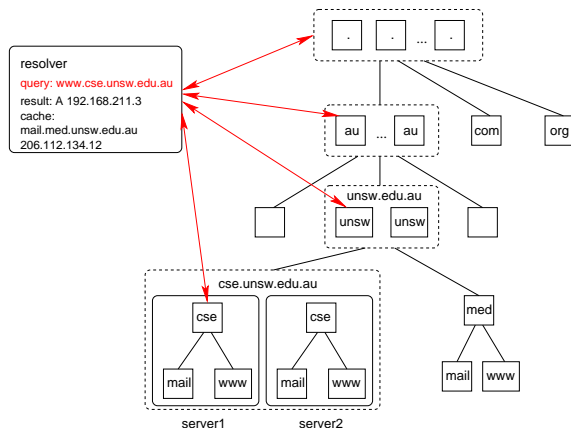 . . ... .
resolver
query: www.cse.unsw.edu.au
result: A 192.168.211.3
cache:
mail.med.unsw.edu.au
206.112.134.12
au ... au
com
org
unsw.edu.au
unsw unsw
cse.unsw.edu.au
cse cse
med
mail www mail www
mail www
server1 server2